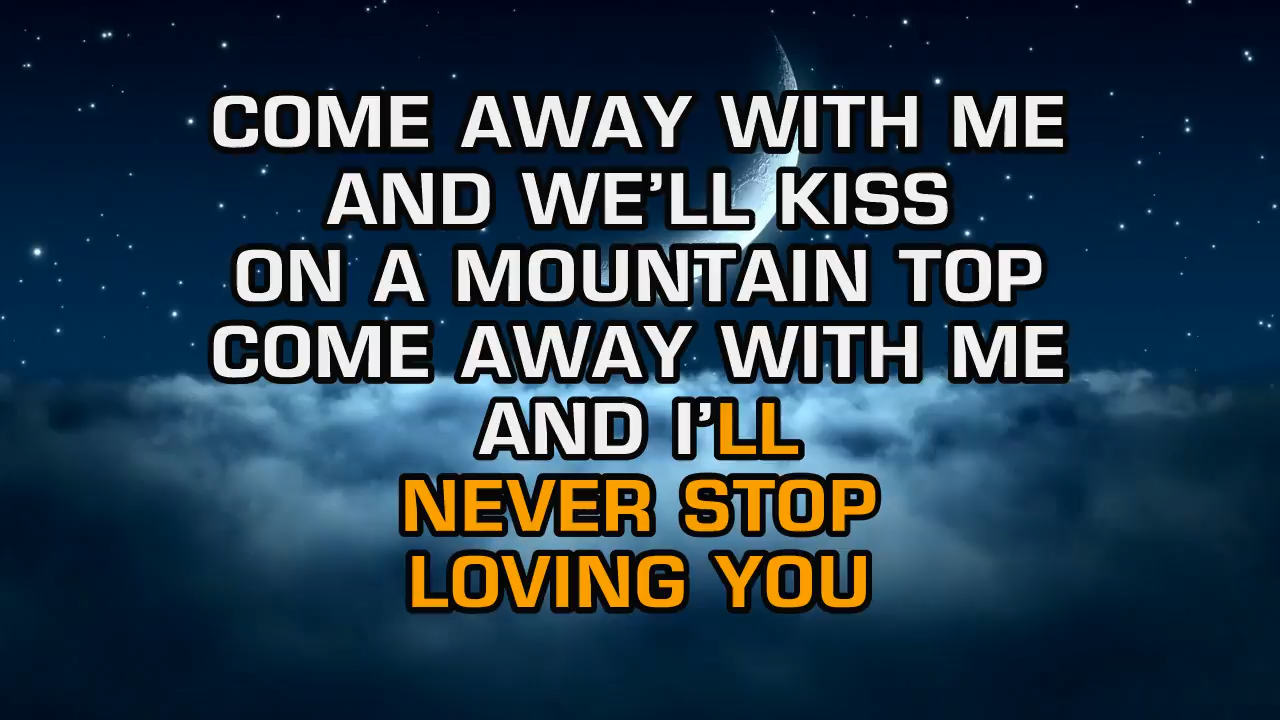 COME AWAY WITH ME
AND WE'LL KISS
ON A MOUNTAIN TOP
COME AWAY WITH ME
AND I'LL
NEVER STOP
LOVING YOU